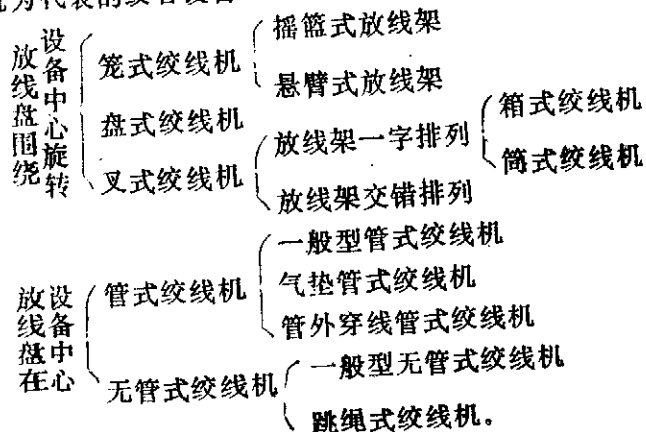 机为代表的绞合设备
放线盘围绕
设备中心旋转
笼式绞线机
摇篮式放线架
悬臂式放线架
盘式绞线机
叉式绞线机
放线架一字排列
箱式绞线机
筒式绞线机
放线架交错排列
放线盘在
设备中心
管式绞线机
一般型管式绞线机
气垫管式绞线机
管外穿线管式绞线机
无管式绞线机
一般型无管式绞线机
跳绳式绞线机。